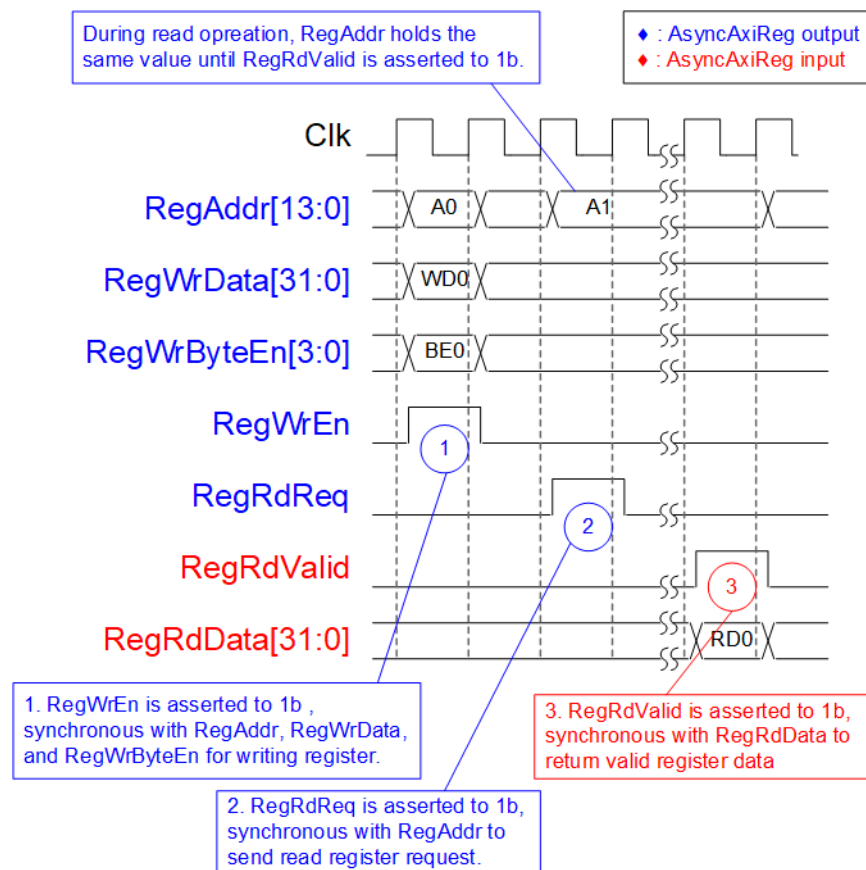 During read opreation, RegAddr holds the
same value until RegRdValid is asserted to 1b.
♦ : AsyncAxiReg output
♦ : AsyncAxiReg input
Clk
RegAddr[13:0]
A0
A1
RegWrData[31:0]
WD0
RegWrByteEn[3:0]
BE0
RegWrEn
1
RegRdReq
2
RegRdValid
3
RegRdData[31:0]
RD0
1. RegWrEn is asserted to 1b ,
synchronous with RegAddr, RegWrData,
and RegWrByteEn for writing register.
3. RegRdValid is asserted to 1b,
synchronous with RegRdData to
return valid register data
2. RegRdReq is asserted to 1b,
synchronous with RegAddr to
send read register request.